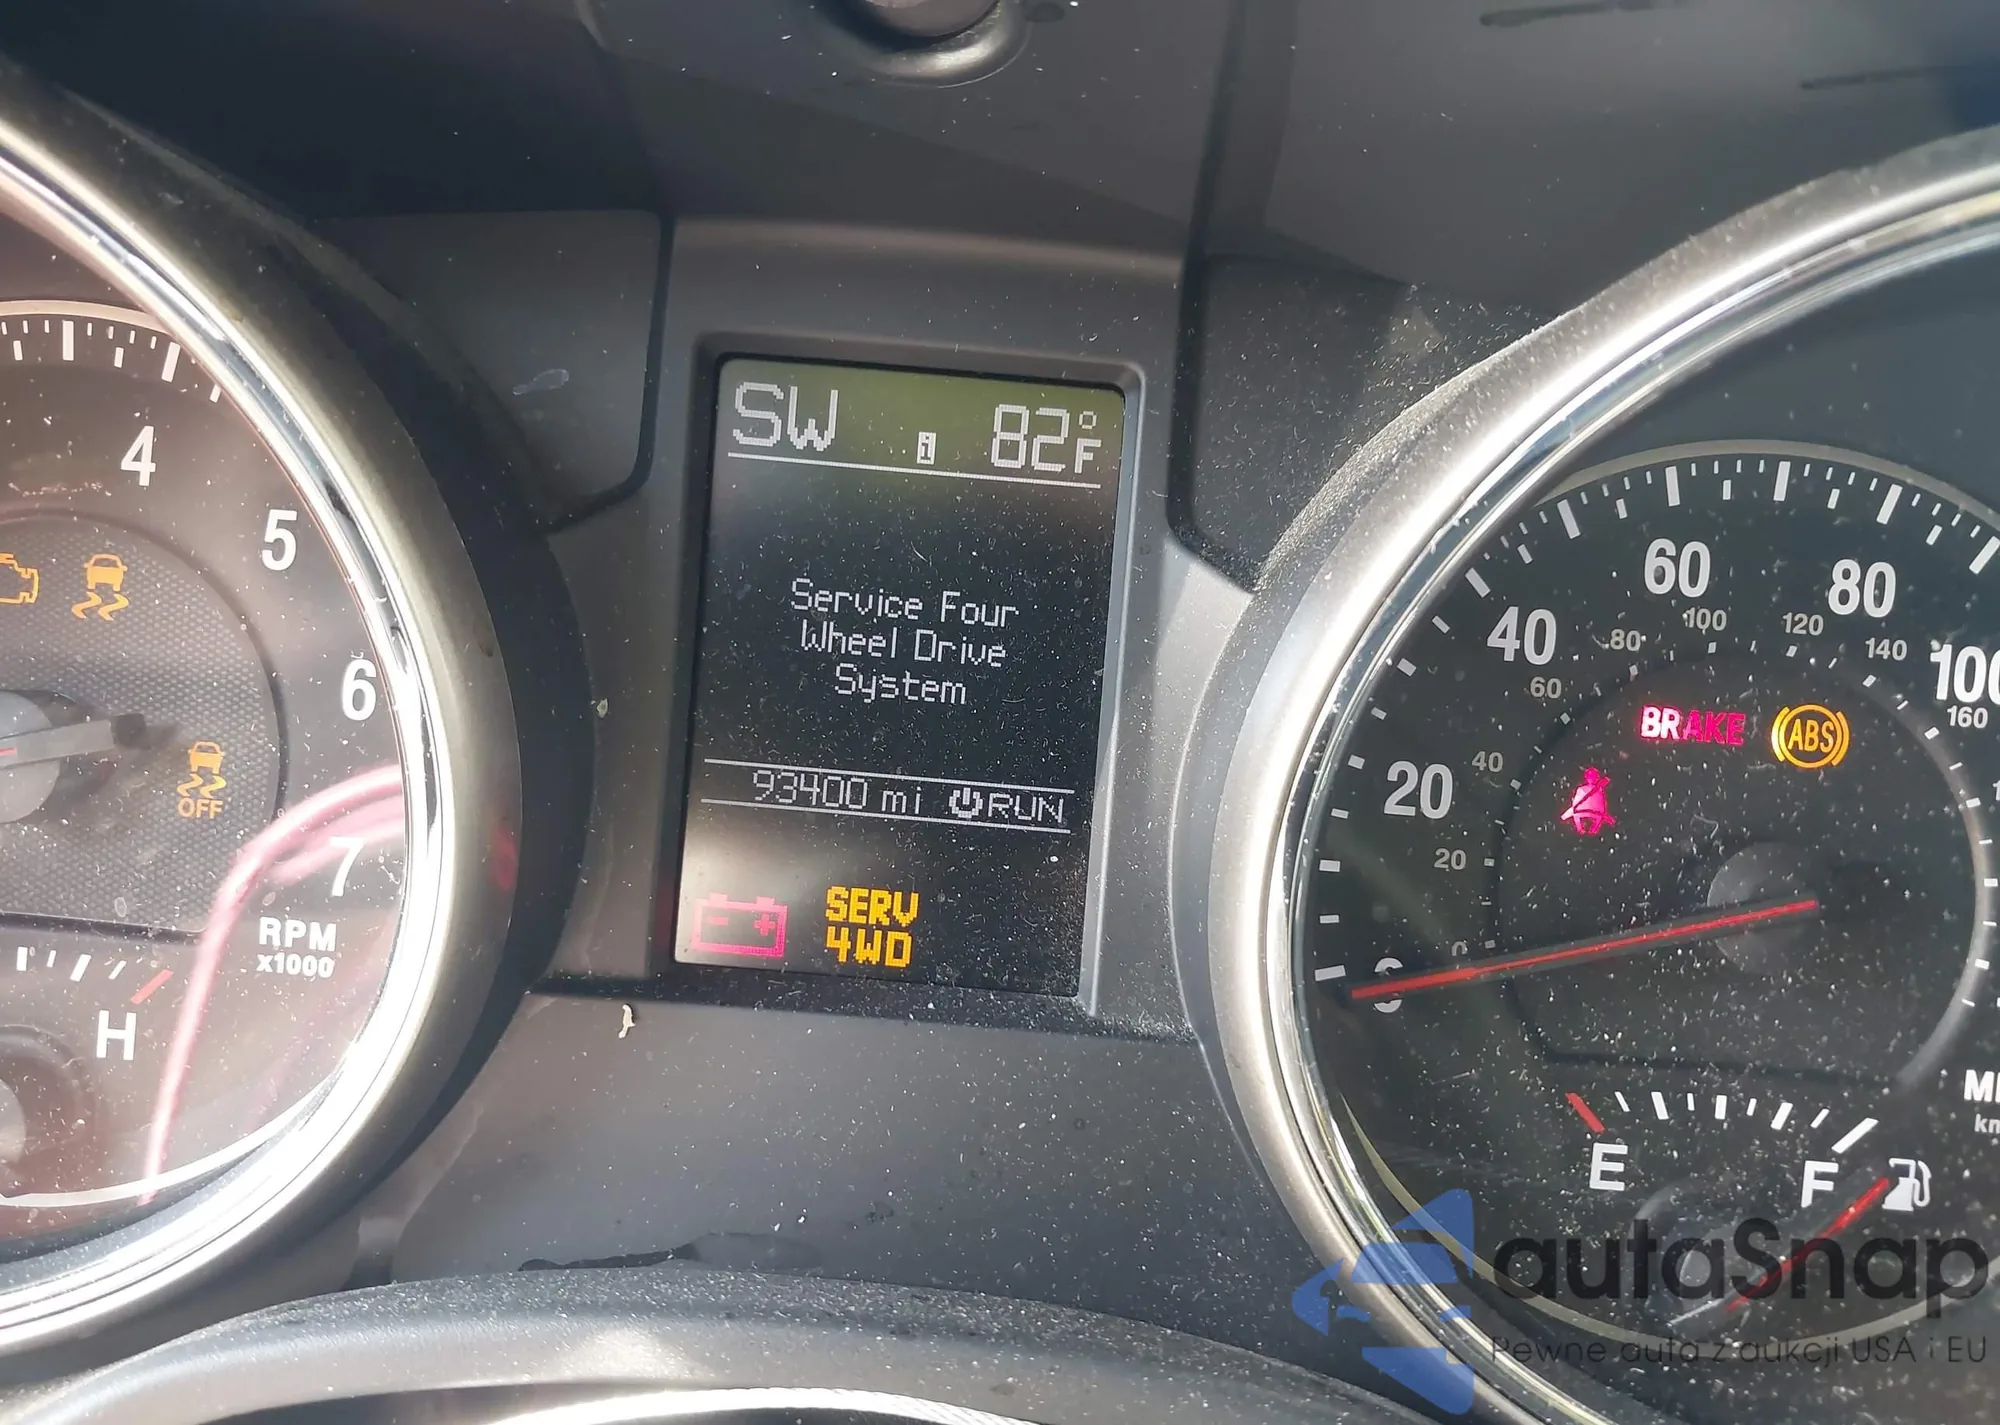 SW i 82°F
Service Four
Wheel Drive
System
93400 mi RUN
- +
SERV
4WD
4
5
6
7
RPM
x1000
H
OFF
20
40
60
80
100
0
20
40
60
80
100
120
140
160
BRAKE ABS
E F
autaSnap
Pewne auta z aukcji USA i EU